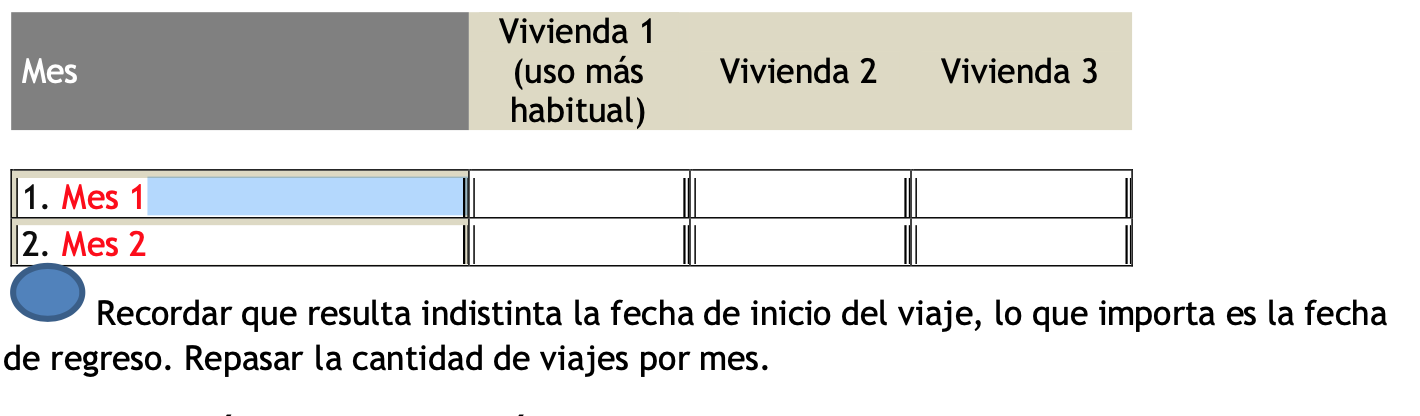 Mes
Vivienda 1
(uso más
habitual)
Vivienda 2
Vivienda 3
1. Mes 1
2. Mes 2
Recordar que resulta indistinta la fecha de inicio del viaje, lo que importa es la fecha
de regreso. Repasar la cantidad de viajes por mes.